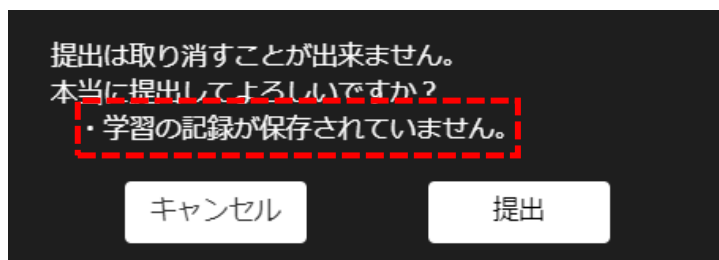 提出は取り消すことが出来ません。
本当に提出してよろしいですか？
・学習の記録が保存されていません。
キャンセル
提出